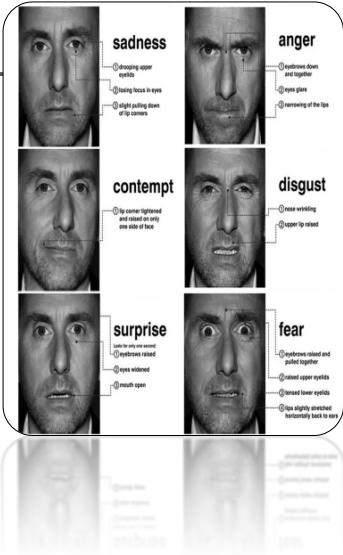 sadness
① drooping upper
eyelids
② losing focus in eyes
③ slight pulling down
of lip corners
anger
① eyebrows down
and together
② eyes glare
③ narrowing of the lips
contempt
① lip corner tightened
and raised on only
one side of face
disgust
① nose wrinkling
② upper lip raised
surprise
Lasts for only one second:
① eyebrows raised
② eyes widened
③ mouth open
fear
① eyebrows raised and
pulled together
② raised upper eyelids
③ tensed lower eyelids
④ lips slightly stretched
horizontally back to ears